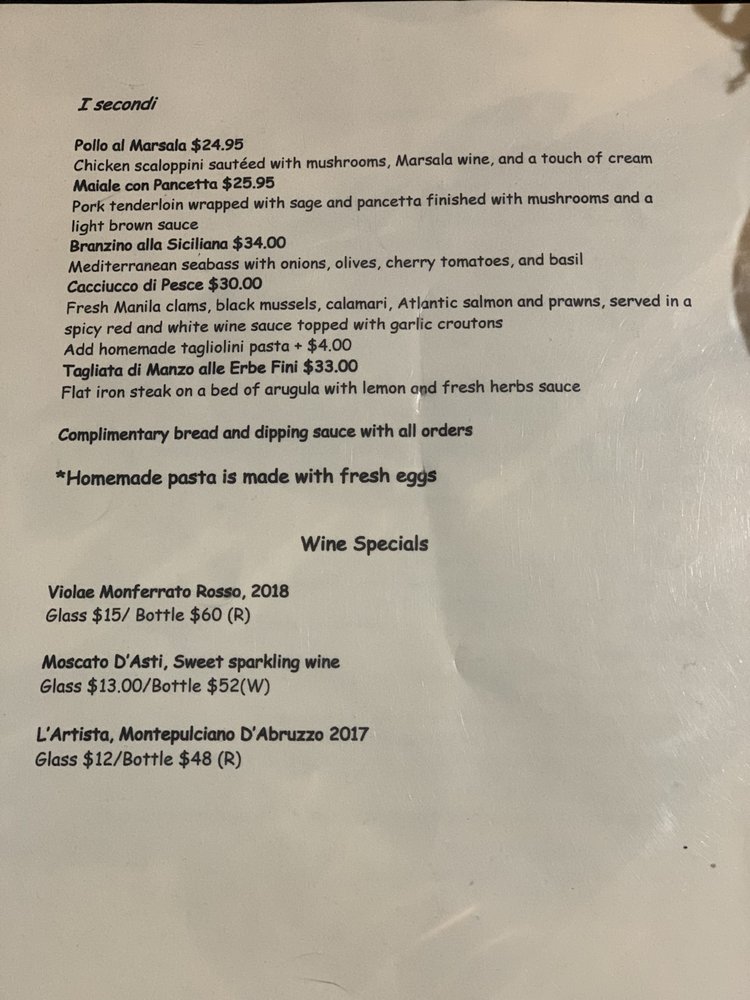 I secondi
Pollo al Marsala $24.95
Chicken scaloppini sautéed with mushrooms, Marsala wine, and a touch of cream
Maiale con Pancetta $25.95
Pork tenderloin wrapped with sage and pancetta finished with mushrooms and a
light brown sauce
Branzino alla Siciliana $34.00
Mediterranean seabass with onions, olives, cherry tomatoes, and basil
Cacciucco di Pesce $30.00
Fresh Manila clams, black mussels, calamari, Atlantic salmon and prawns, served in a
spicy red and white wine sauce topped with garlic croutons
Add homemade tagliolini pasta + $4.00
Tagliata di Manzo alle Erbe Fini $33.00
Flat iron steak on a bed of arugula with lemon and fresh herbs sauce
Complimentary bread and dipping sauce with all orders
*Homemade pasta is made with fresh eggs
Wine Specials
Violae Monferrato Rosso, 2018
Glass $15/ Bottle $60 (R)
Moscato D'Asti, Sweet sparkling wine
Glass $13.00/Bottle $52(W)
L'Artista, Montepulciano D'Abruzzo 2017
Glass $12/Bottle $48 (R)